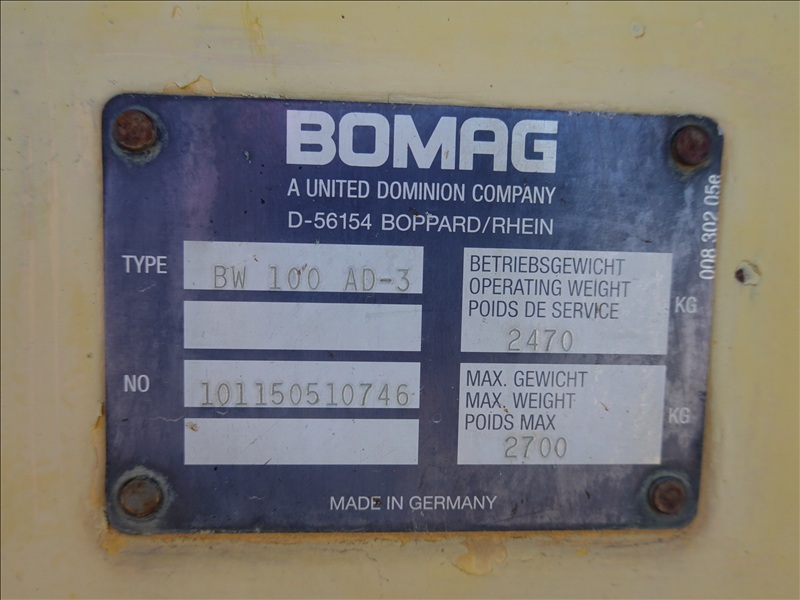 BOMAG
A UNITED DOMINION COMPANY
D-56154 BOPPARD/RHEIN
TYPE
BW 100 AD-3
NO
101150510746
BETRIEBSGEWICHT
OPERATING WEIGHT
POIDS DE SERVICE
2470
KG
MAX. GEWICHT
MAX. WEIGHT
POIDS MAX
2700
KG
MADE IN GERMANY
008 302 056